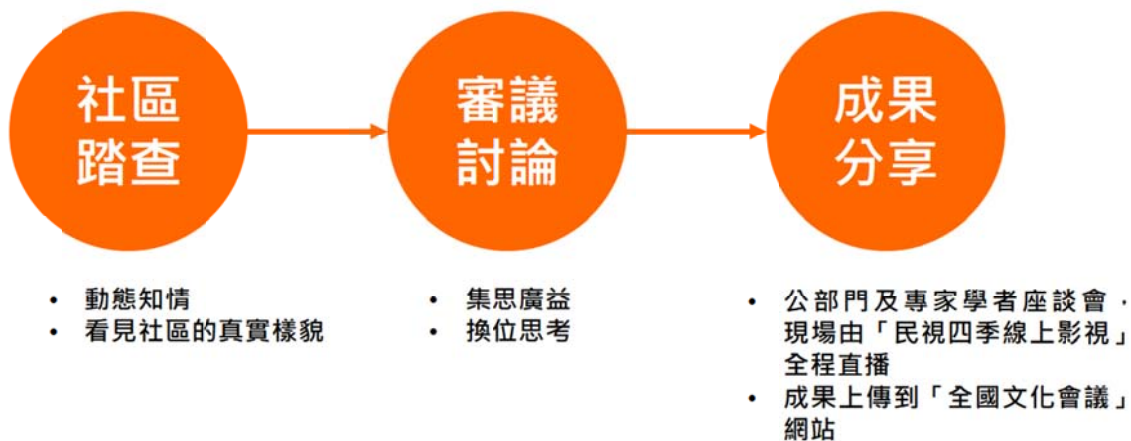 社區
踏查
審議
討論
成果
分享
• 動態知情
• 看見社區的真實樣貌
• 集思廣益
• 換位思考
• 公部門及專家學者座談會，
現場由「民視四季線上影視」
全程直播
• 成果上傳到「全國文化會議」
網站